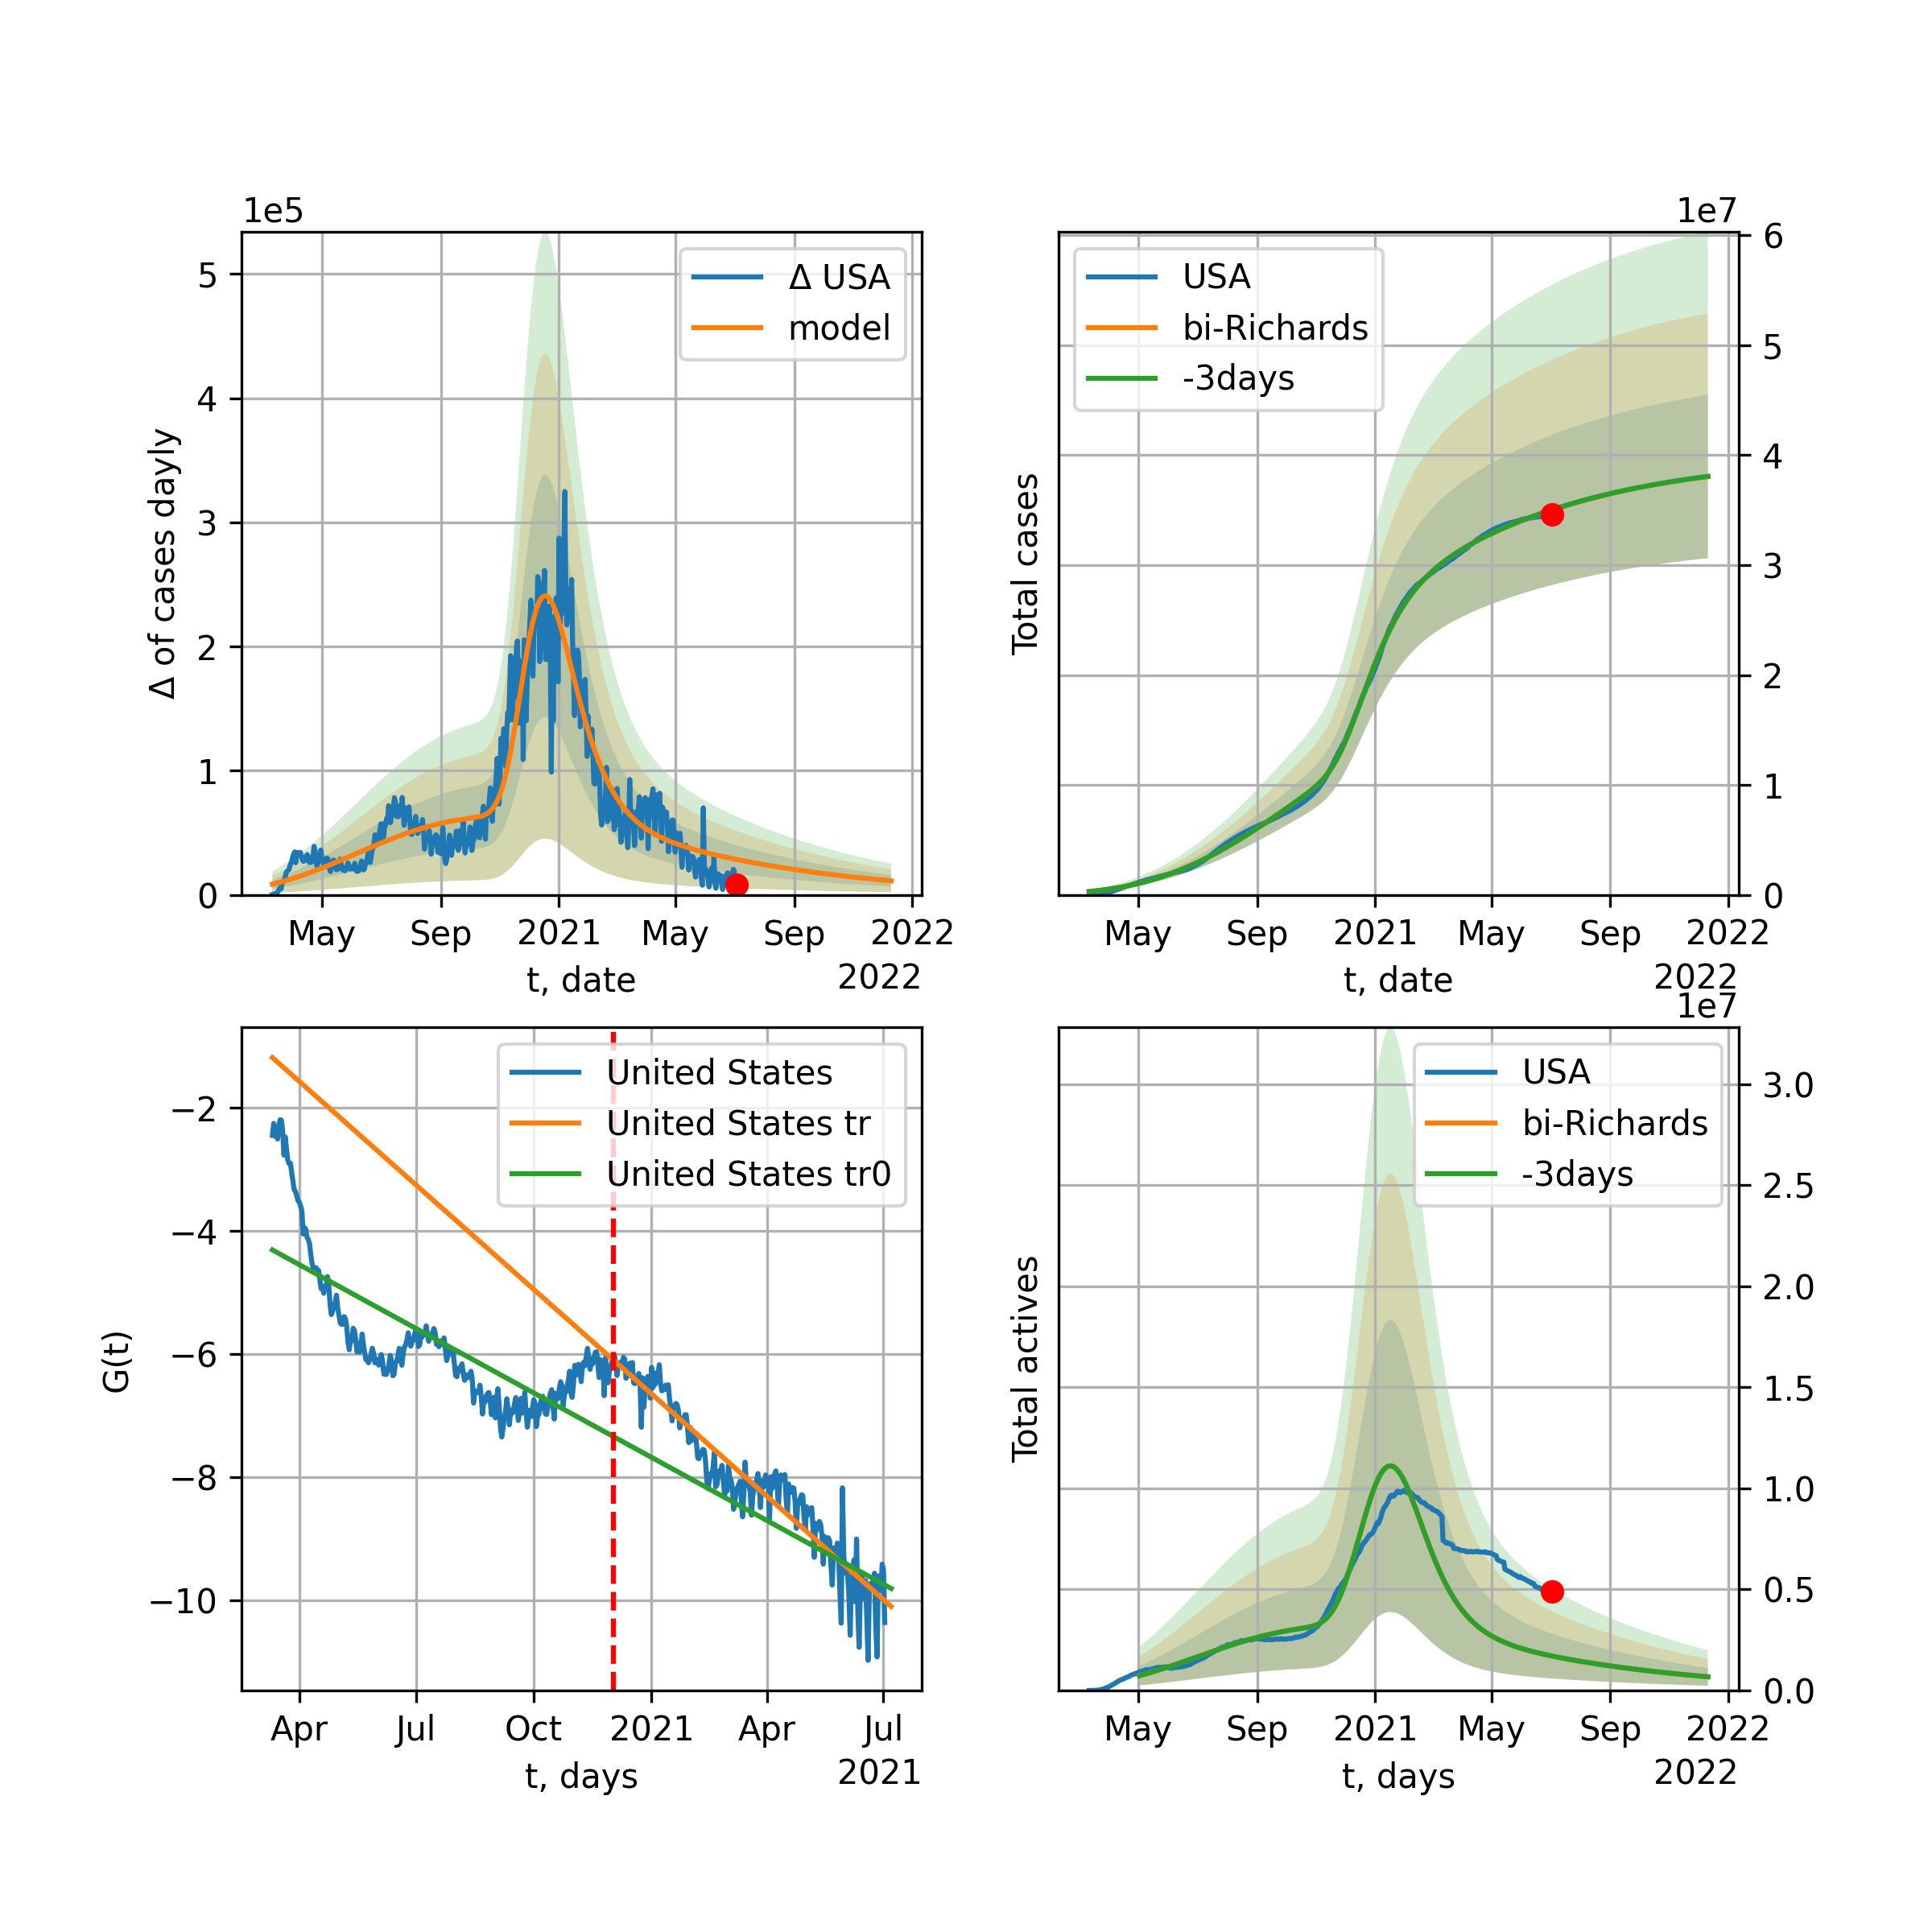 1e5
5
4
3
2
1
0
Δ of cases dayly
Δ USA
model
May Sep 2021 May Sep 2022
t, date
2022
1e7
6
5
4
3
2
1
0
Total cases
USA
bi-Richards
-3days
May Sep 2021 May Sep 2022
t, date
2022
−2
−4
−6
−8
−10
G(t)
United States
United States tr
United States tr0
Apr Jul Oct 2021 Apr Jul
t, days
2021
1e7
3.0
2.5
2.0
1.5
1.0
0.5
0.0
Total actives
USA
bi-Richards
-3days
May Sep 2021 May Sep 2022
t, days
2022